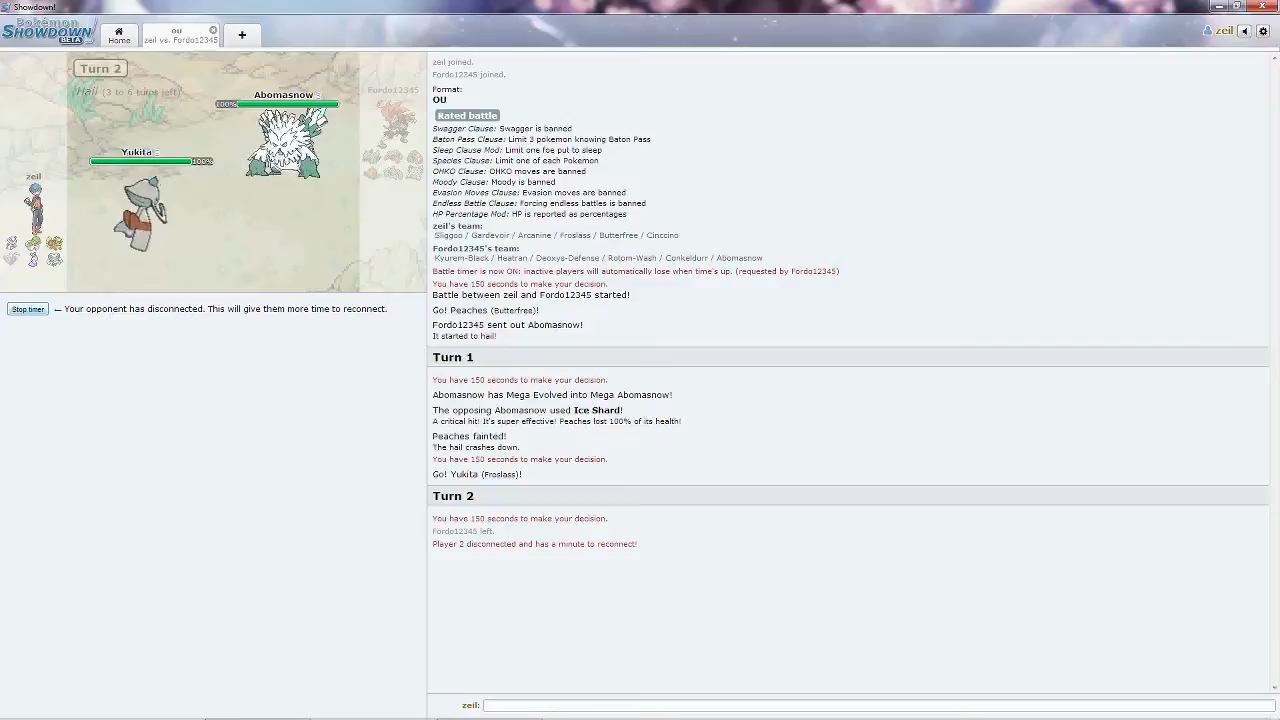 Showdown!
Pokémon
SHOWDOWN
BETA
Home
ou
zeil vs. Fordo12345
+
zeil
Turn 2
Hail (3 to 6 turns left)
Abomasnow
100%
Fordo12345
Yukita
100%
zeil
Stop timer
← Your opponent has disconnected. This will give them more time to reconnect.
zeil joined.
Fordo12345 joined.
Format:
OU
Rated battle
Swagger Clause: Swagger is banned
Baton Pass Clause: Limit 3 pokemon knowing Baton Pass
Sleep Clause Mod: Limit one foe put to sleep
Species Clause: Limit one of each Pokemon
OHKO Clause: OHKO moves are banned
Moody Clause: Moody is banned
Evasion Moves Clause: Evasion moves are banned
Endless Battle Clause: Forcing endless battles is banned
HP Percentage Mod: HP is reported as percentages
zeil's team:
Sliggoo / Gardevoir / Arcanine / Froslass / Butterfree / Cinccino
Fordo12345's team:
Kyurem-Black / Heatran / Deoxys-Defense / Rotom-Wash / Conkeldurr / Abomasnow
Battle timer is now ON: inactive players will automatically lose when time's up. (requested by Fordo12345)
You have 150 seconds to make your decision.
Battle between zeil and Fordo12345 started!
Go! Peaches (Butterfree)!
Fordo12345 sent out Abomasnow!
It started to hail!
Turn 1
You have 150 seconds to make your decision.
Abomasnow has Mega Evolved into Mega Abomasnow!
The opposing Abomasnow used Ice Shard!
A critical hit! It's super effective! Peaches lost 100% of its health!
Peaches fainted!
The hail crashes down.
You have 150 seconds to make your decision.
Go! Yukita (Froslass)!
Turn 2
You have 150 seconds to make your decision.
Fordo12345 left.
Player 2 disconnected and has a minute to reconnect!
zeil: